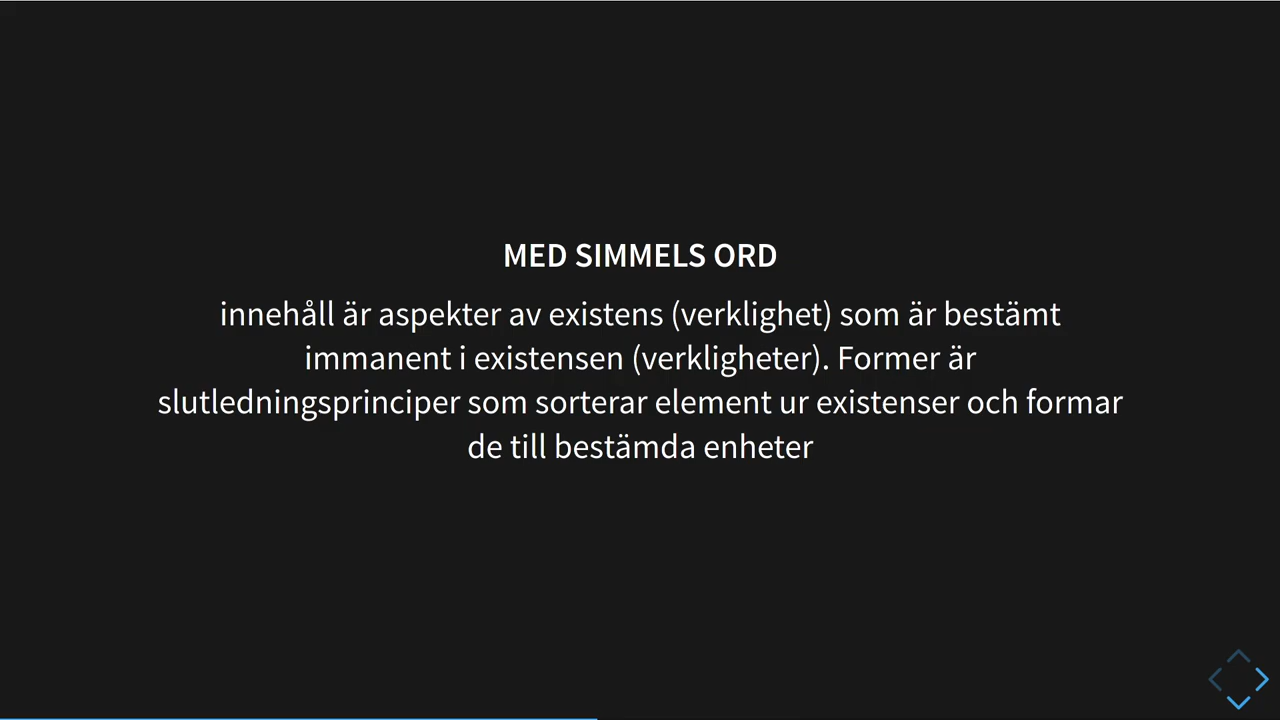 MED SIMMELS ORD
innehåll är aspekter av existens (verklighet) som är bestämt
immanent i existensen (verkligheter). Former är
slutledningsprinciper som sorterar element ur existenser och formar
de till bestämda enheter